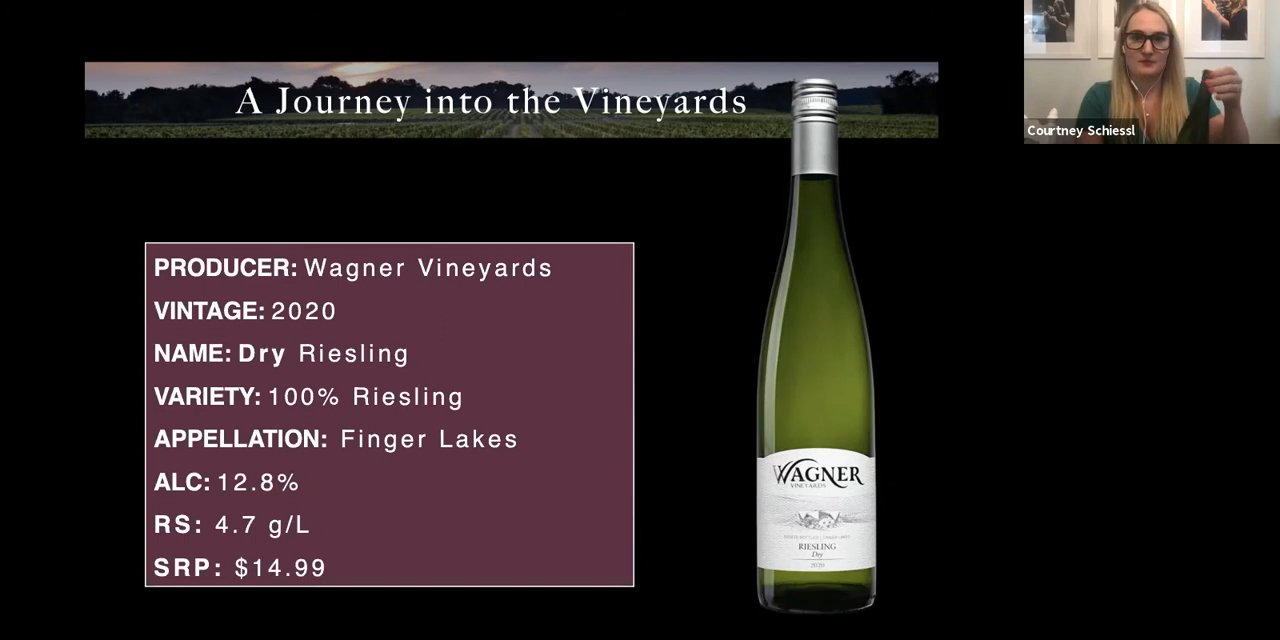 A Journey into the Vineyards
Courtney Schiessl
PRODUCER: Wagner Vineyards
VINTAGE: 2020
NAME: Dry Riesling
VARIETY: 100% Riesling
APPELLATION: Finger Lakes
ALC: 12.8%
RS: 4.7 g/L
SRP: $14.99
WAGNER
VINEYARDS
RIESLING
Dry
2020